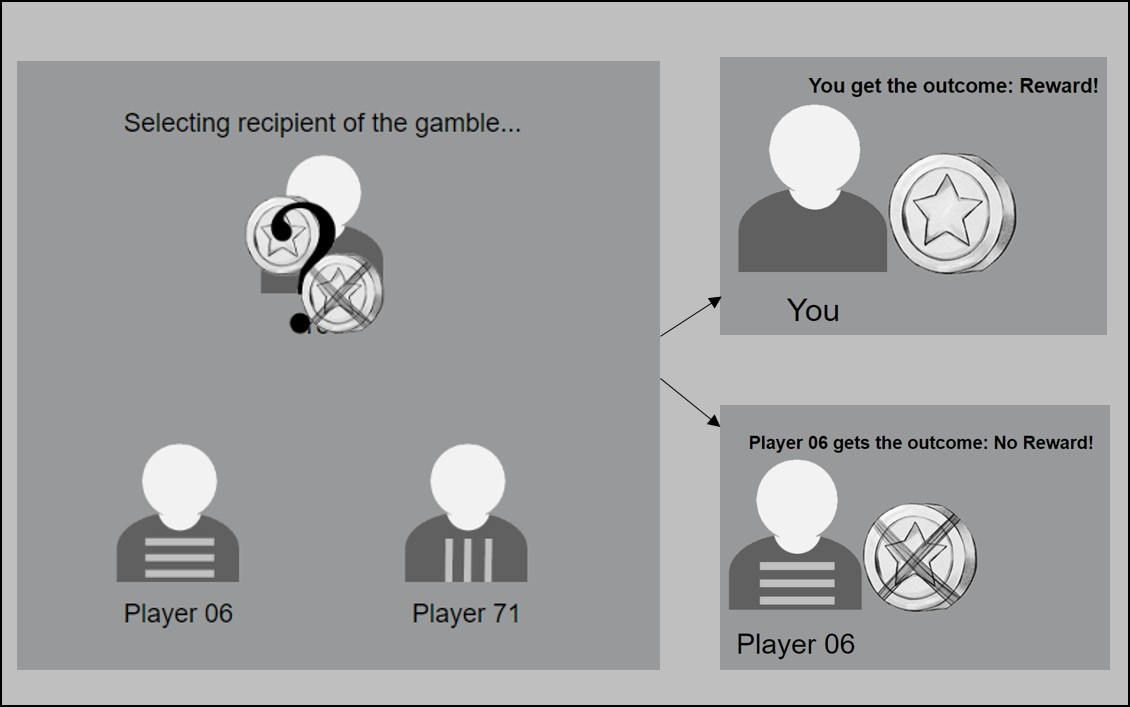 Selecting recipient of the gamble...
Player 06
Player 71
You get the outcome: Reward!
You
Player 06 gets the outcome: No Reward!
Player 06